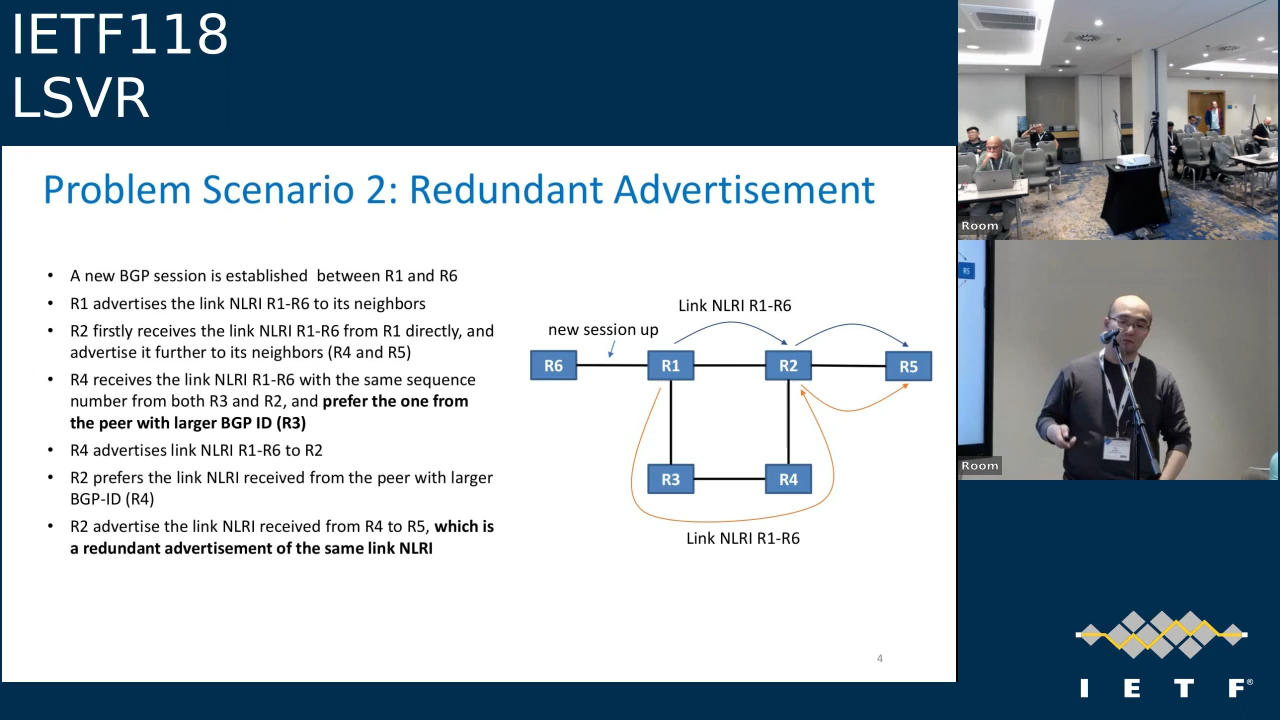 IETF118
LSVR
Problem Scenario 2: Redundant Advertisement
• A new BGP session is established  between R1 and R6
• R1 advertises the link NLRI R1-R6 to its neighbors
• R2 firstly receives the link NLRI R1-R6 from R1 directly, and
advertise it further to its neighbors (R4 and R5)
• R4 receives the link NLRI R1-R6 with the same sequence
number from both R3 and R2, and prefer the one from
the peer with larger BGP ID (R3)
• R4 advertises link NLRI R1-R6 to R2
• R2 prefers the link NLRI received from the peer with larger
BGP-ID (R4)
• R2 advertise the link NLRI received from R4 to R5, which is
a redundant advertisement of the same link NLRI
Link NLRI R1-R6
new session up
R6
R1
R2
R5
R3
R4
Link NLRI R1-R6
4
Room
R5
Room
I E T F®